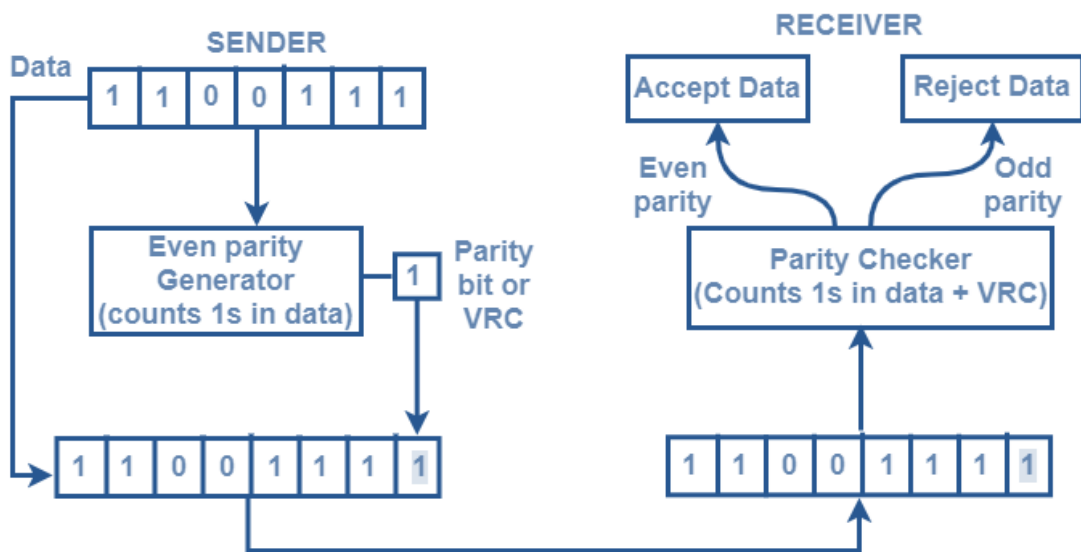 SENDER
Data
1 1 0 0 1 1 1
Even parity
Generator
(counts 1s in data)
1
Parity
bit or
VRC
1 1 0 0 1 1 1 1
RECEIVER
Accept Data
Reject Data
Even
parity
Odd
parity
Parity Checker
(Counts 1s in data + VRC)
1 1 0 0 1 1 1 1